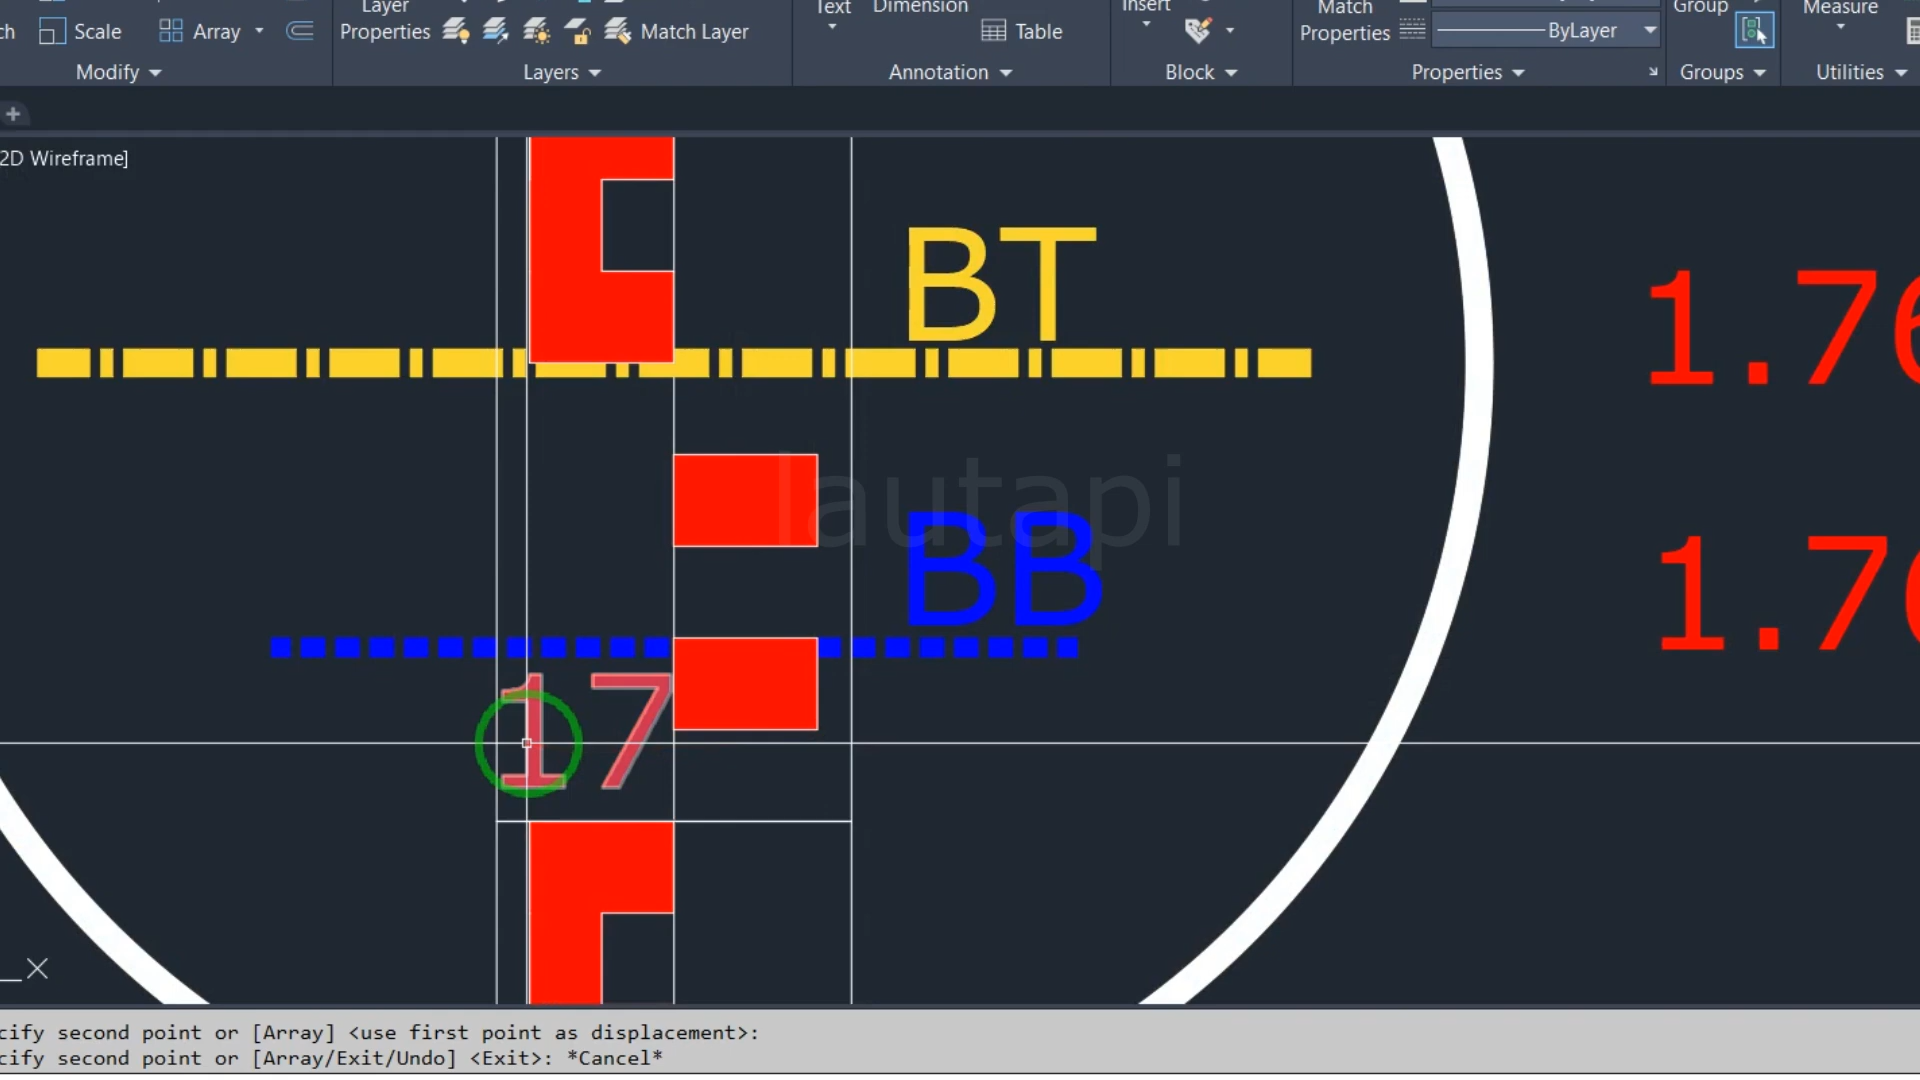 Layer
Text
Dimension
Insert
Match
Group
Measure
Scale
Array
Properties
Match Layer
Table
Properties
ByLayer
Modify
Layers
Annotation
Block
Properties
Groups
Utilities
2D Wireframe]
BT
1.76
lautapi
BB
1.76
17
cify second point or [Array] <use first point as displacement>:
cify second point or [Array/Exit/Undo] <Exit>: *Cancel*